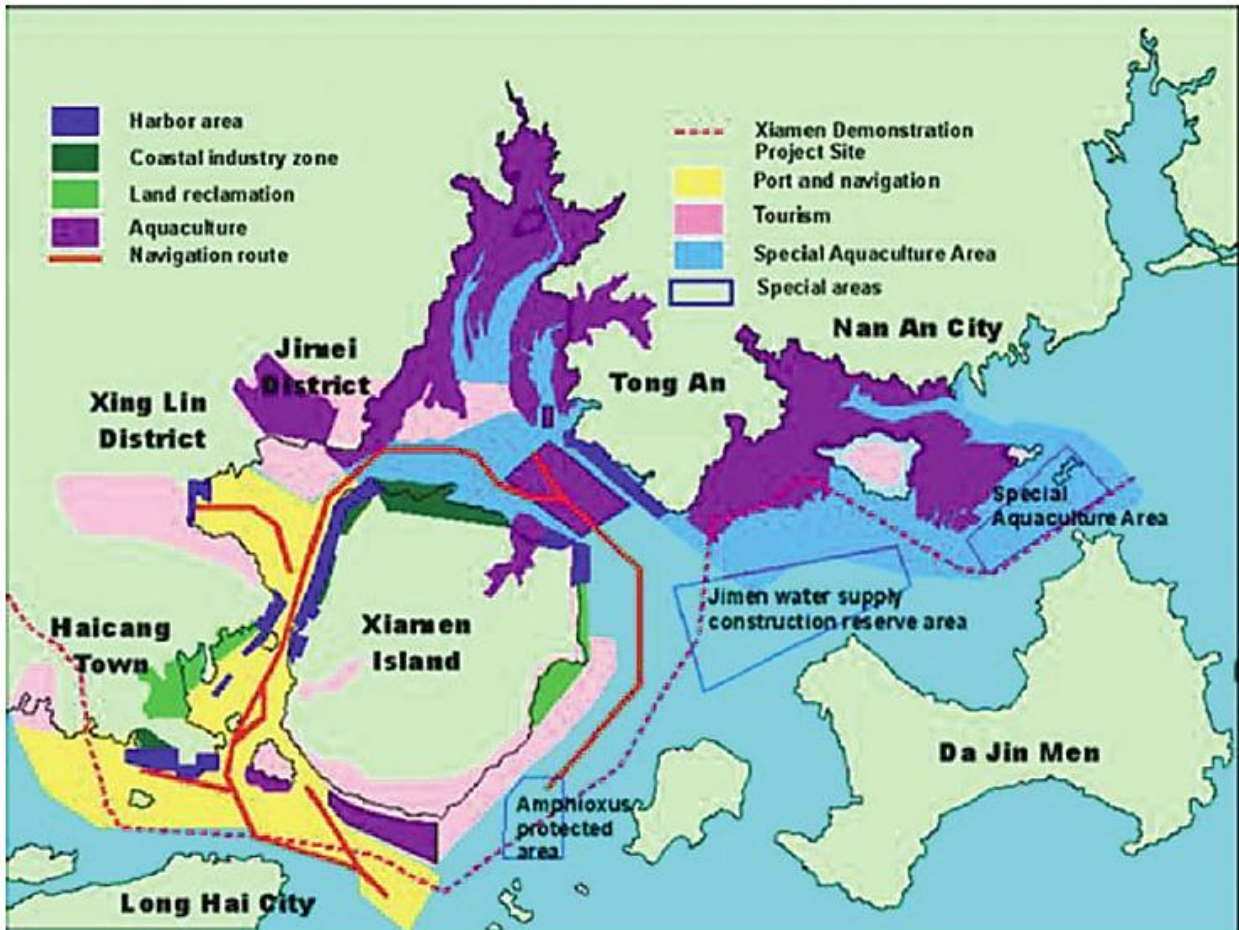 Harbor area
Coastal industry zone
Land reclamation
Aquaculture
Navigation route
Xiamen Demonstration
Project Site
Port and navigation
Tourism
Special Aquaculture Area
Special areas
Nan An City
Jimei
District
Tong An
Xing Lin
District
Special
Aquaculture Area
Jimen water supply
construction reserve area
Haicang
Town
Xiamen
Island
Da Jin Men
Amphioxus
protected
area
Long Hai City